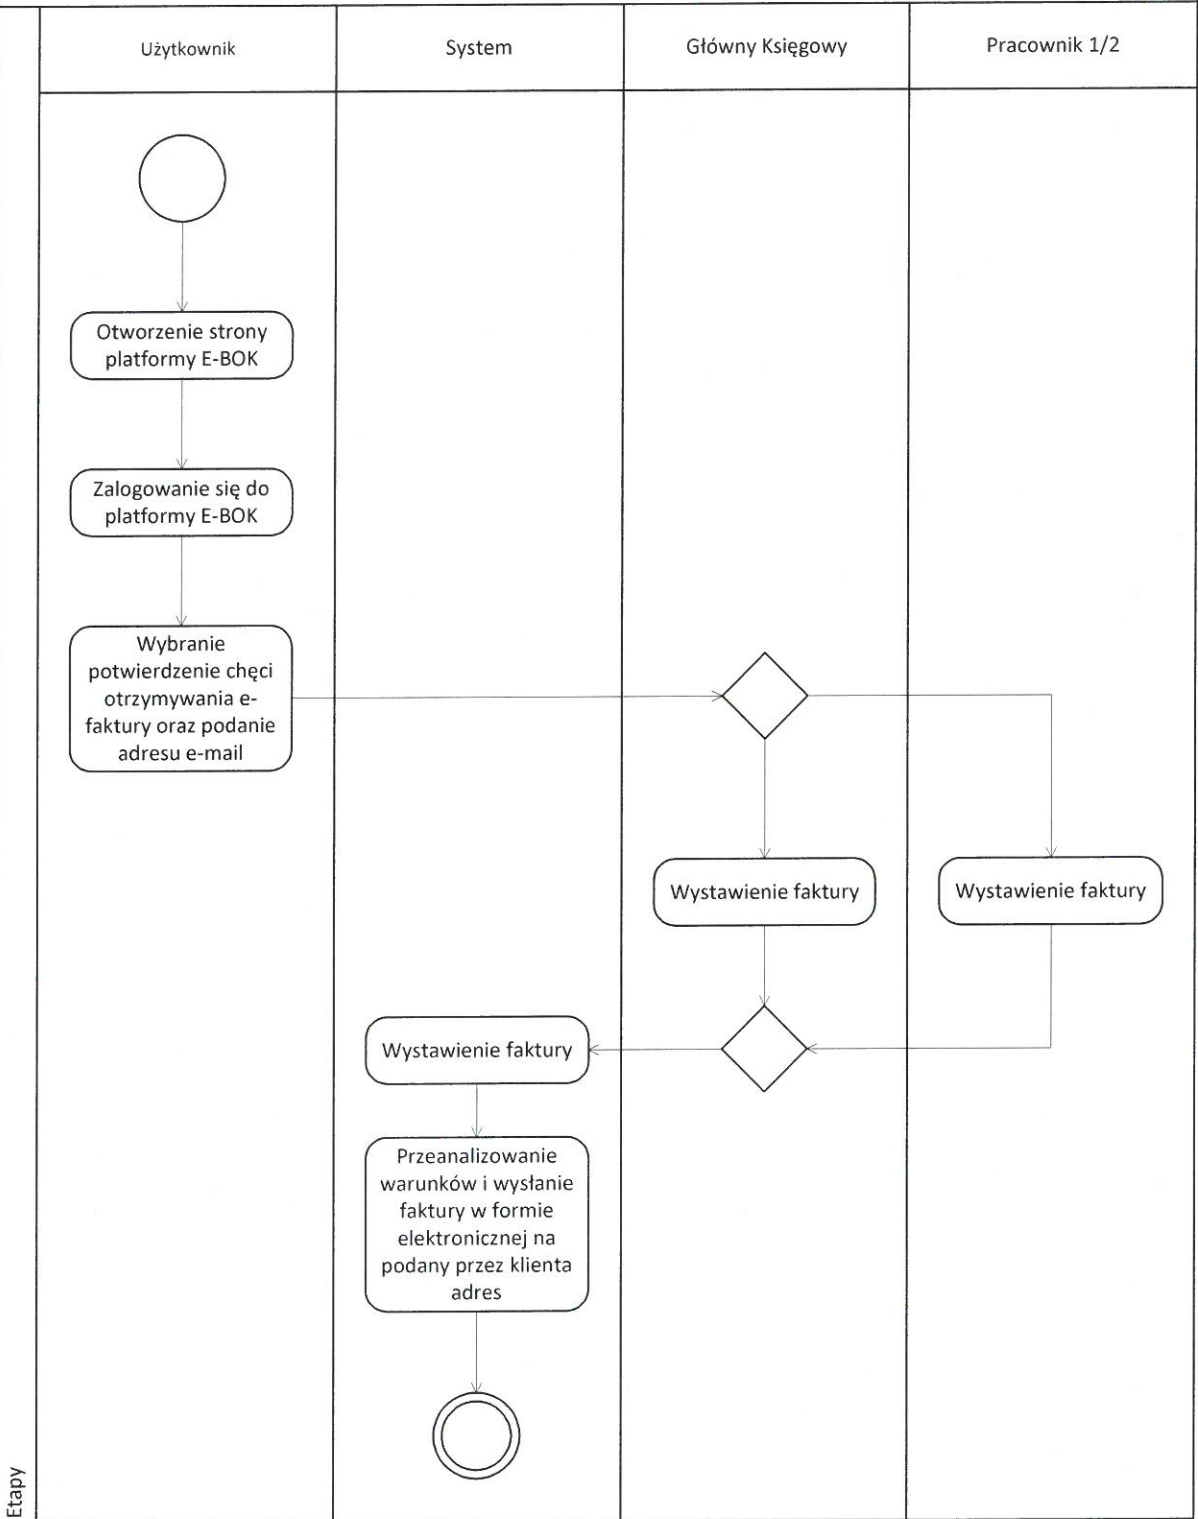 Użytkownik
System
Główny Księgowy
Pracownik 1/2
Otworzenie strony
platformy E-BOK
Zalogowanie się do
platformy E-BOK
Wybranie
potwierdzenie chęci
otrzymywania e-
faktury oraz podanie
adresu e-mail
Wystawienie faktury
Wystawienie faktury
Wystawienie faktury
Przeanalizowanie
warunków i wysłanie
faktury w formie
elektronicznej na
podany przez klienta
adres
Etapy